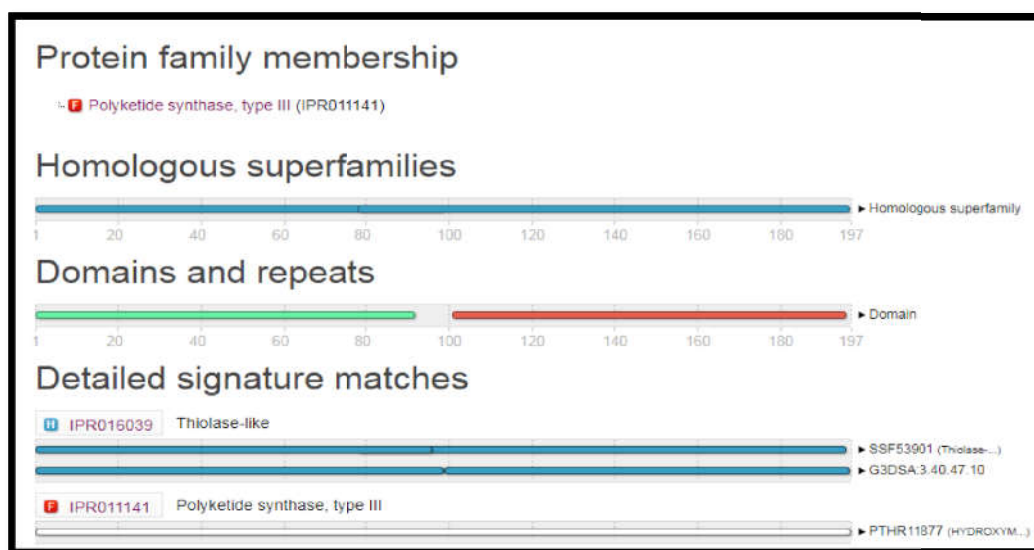 Protein family membership
F Polyketide synthase, type III (IPR011141)
Homologous superfamilies
Homologous superfamily
1 20 40 60 80 100 120 140 160 180 197
Domains and repeats
Domain
1 20 40 60 80 100 120 140 160 180 197
Detailed signature matches
H IPR016039 Thiolase-like
SSF53901 (Thiolase-...)
G3DSA:3.40.47.10
F IPR011141 Polyketide synthase, type III
PTHR11877 (HYDROXYM...)